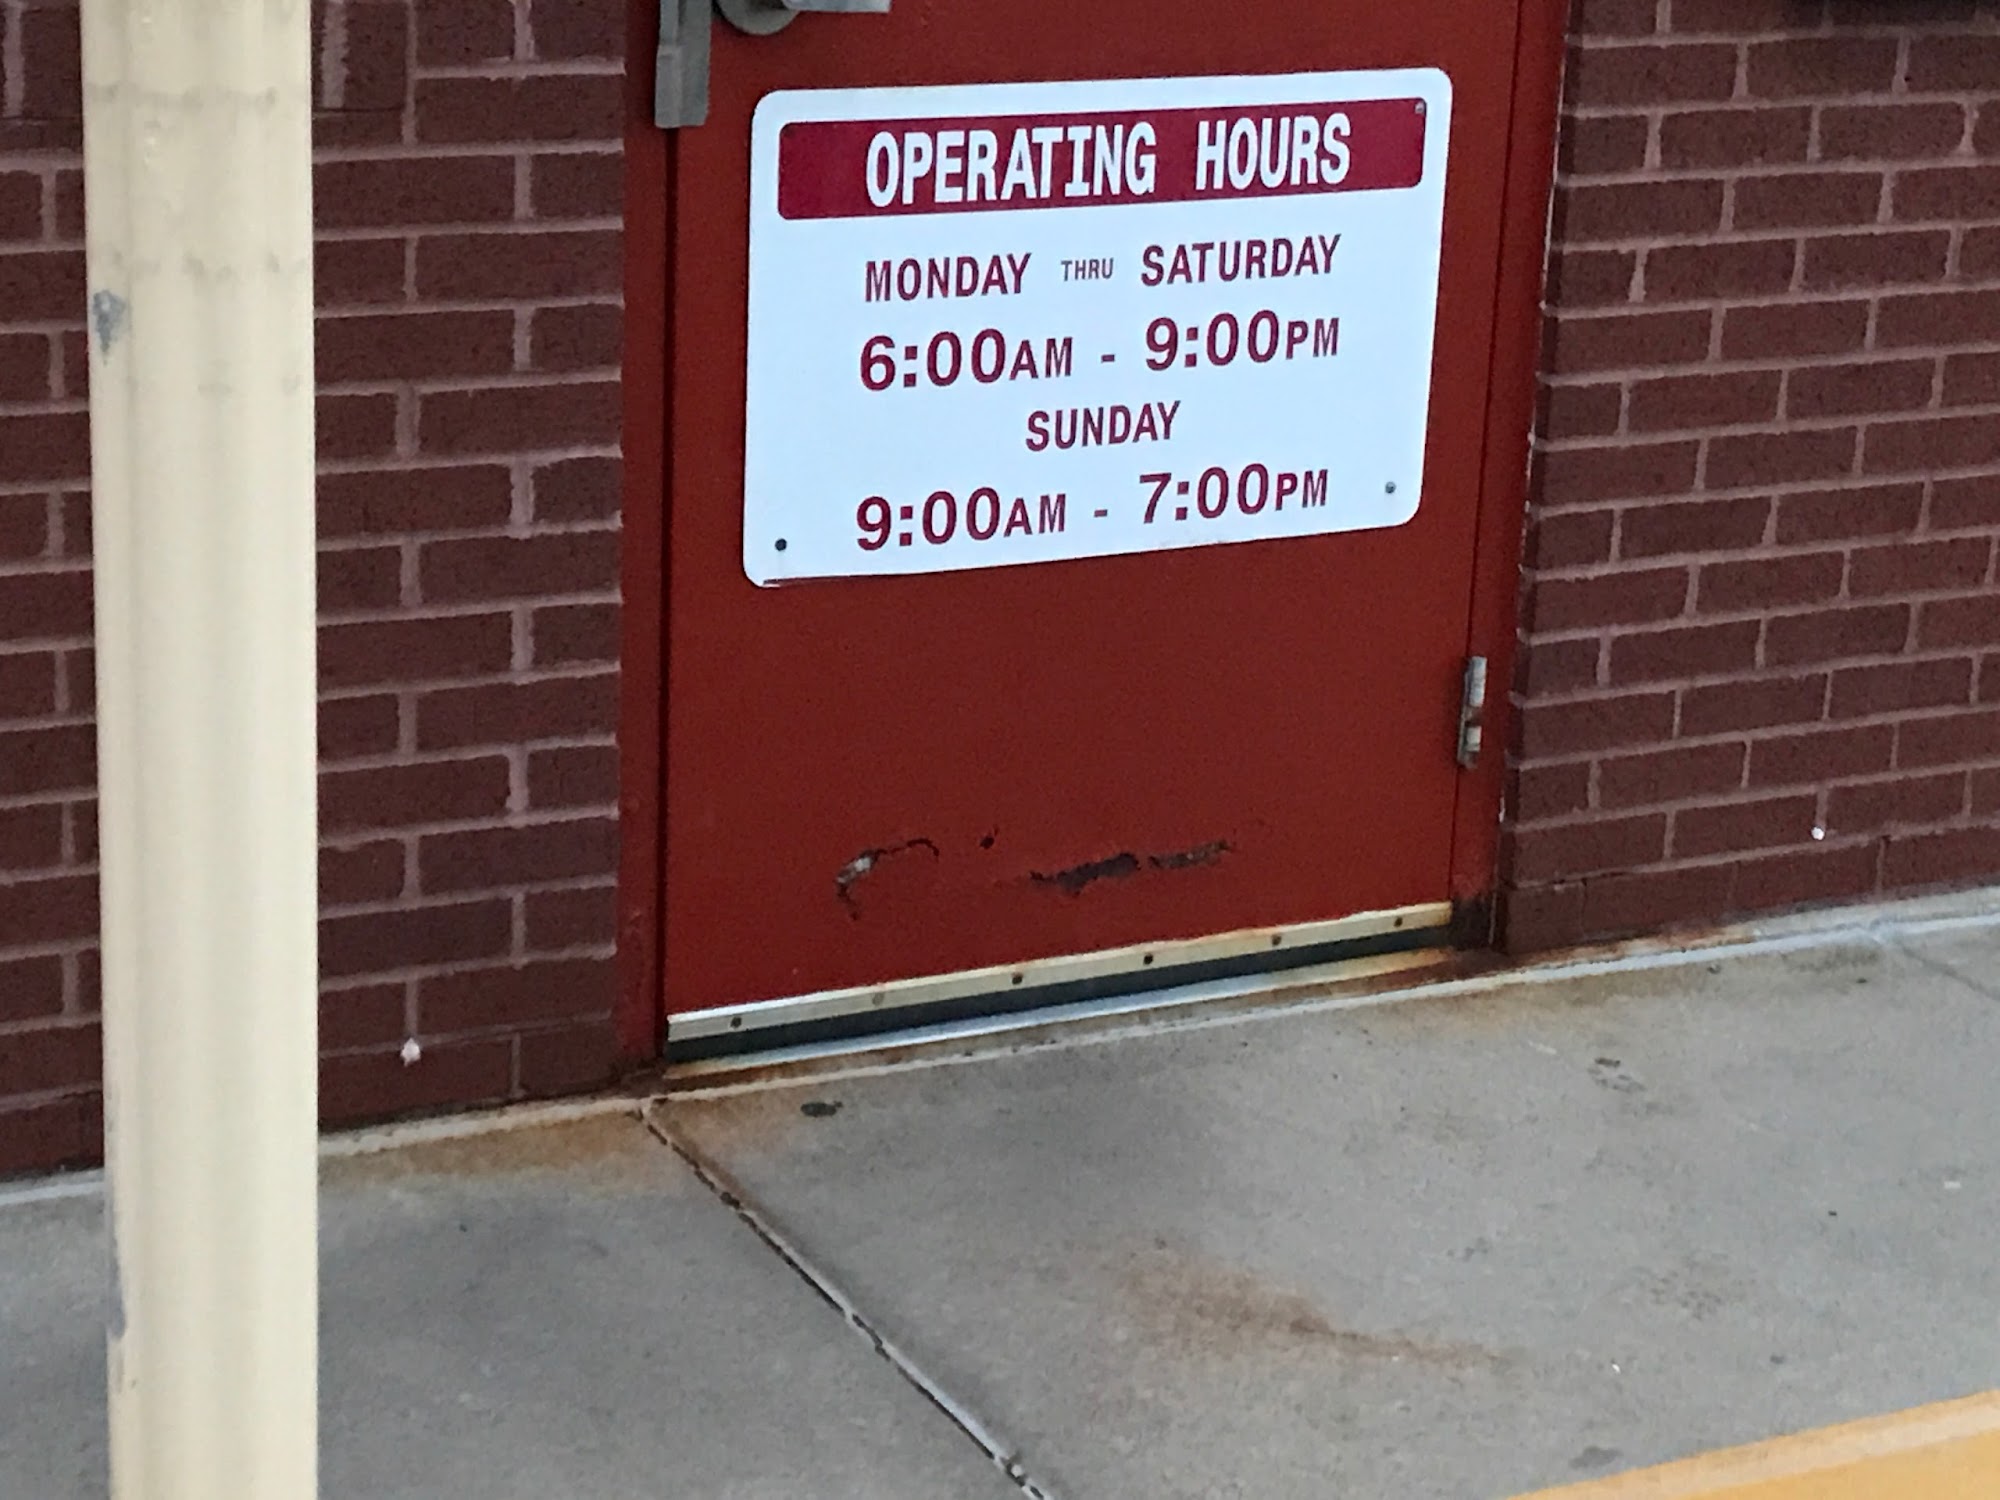 OPERATING HOURS
MONDAY THRU SATURDAY
6:00AM - 9:00PM
SUNDAY
9:00AM - 7:00PM